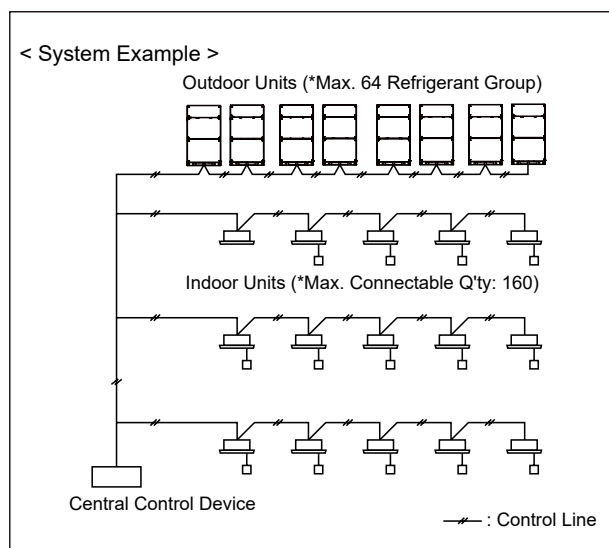 < System Example >
Outdoor Units (*Max. 64 Refrigerant Group)
Indoor Units (*Max. Connectable Q'ty: 160)
Central Control Device
: Control Line